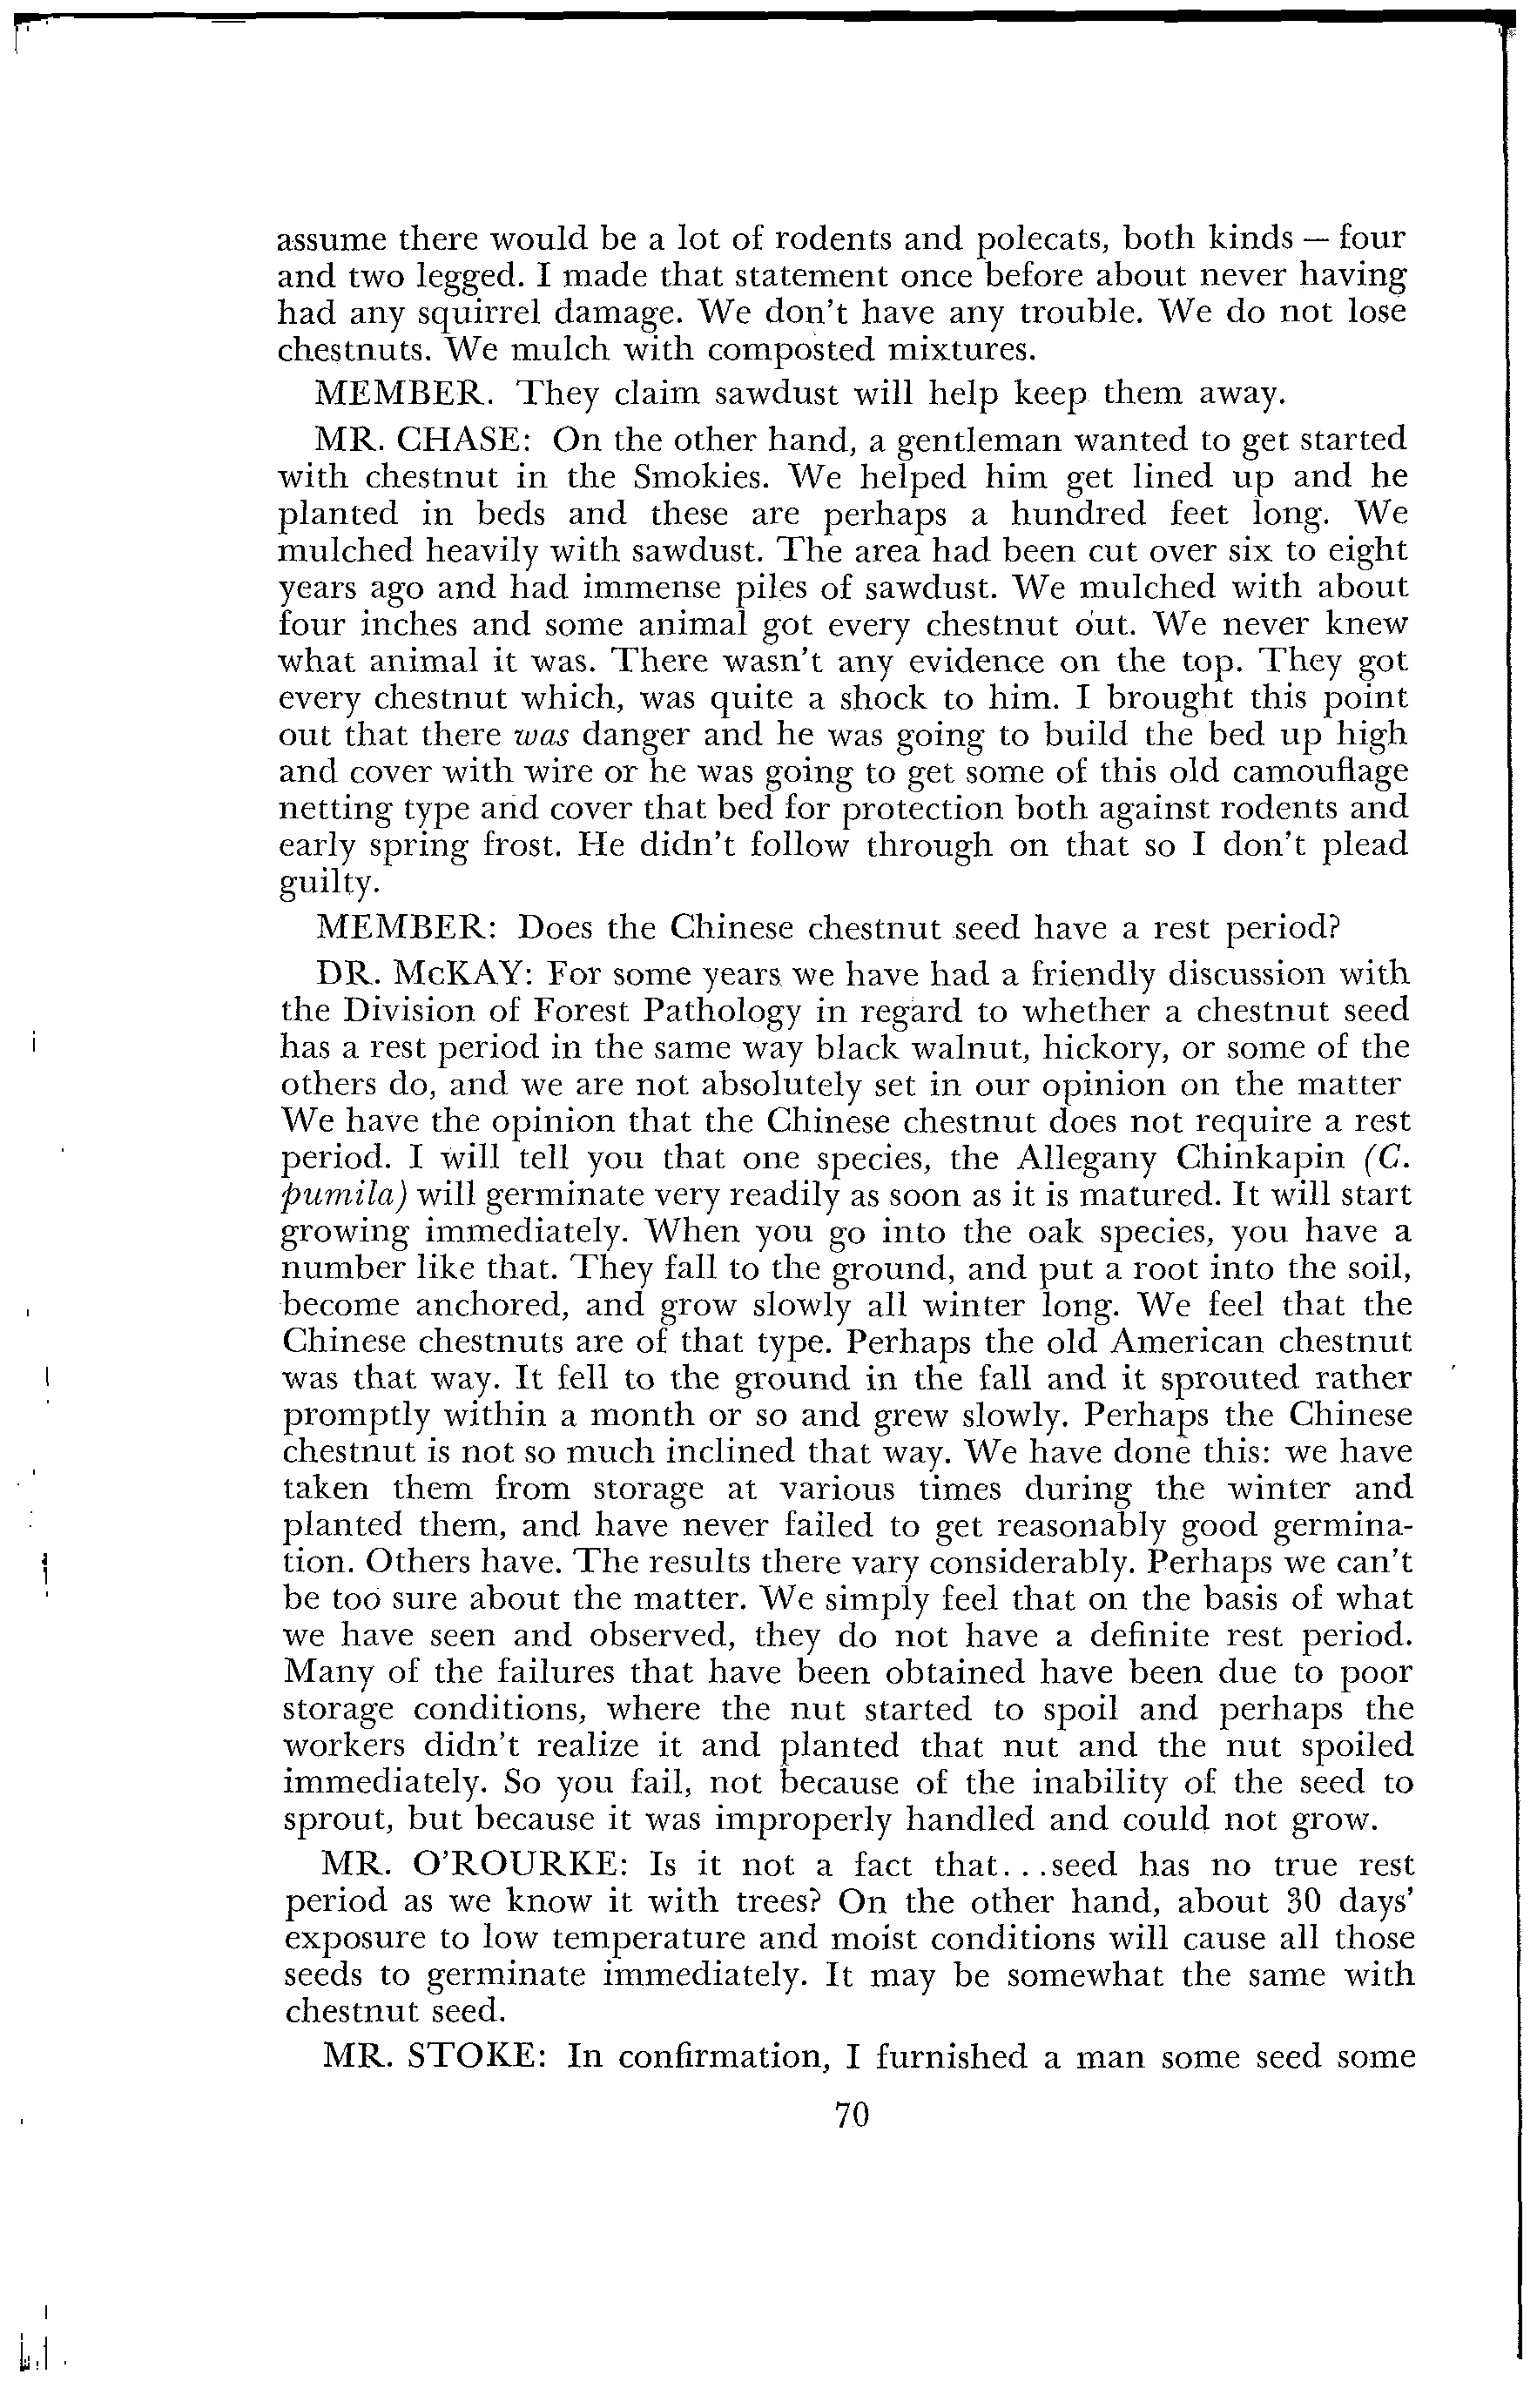 assume there would be a lot of rodents and polecats, both kinds — four
and two legged. I made that statement once before about never having
had any squirrel damage. We don't have any trouble. We do not lose
chestnuts. We mulch with composted mixtures.
MEMBER. They claim sawdust will help keep them away.
MR. CHASE: On the other hand, a gentleman wanted to get started
with chestnut in the Smokies. We helped him get lined up and he
planted in beds and these are perhaps a hundred feet long. We
mulched heavily with sawdust. The area had been cut over six to eight
years ago and had immense piles of sawdust. We mulched with about
four inches and some animal got every chestnut out. We never knew
what animal it was. There wasn't any evidence on the top. They got
every chestnut which, was quite a shock to him. I brought this point
out that there was danger and he was going to build the bed up high
and cover with wire or he was going to get some of this old camouflage
netting type and cover that bed for protection both against rodents and
early spring frost. He didn't follow through on that so I don't plead
guilty.
MEMBER: Does the Chinese chestnut seed have a rest period?
DR. McKAY: For some years we have had a friendly discussion with
the Division of Forest Pathology in regard to whether a chestnut seed
has a rest period in the same way black walnut, hickory, or some of the
others do, and we are not absolutely set in our opinion on the matter
We have the opinion that the Chinese chestnut does not require a rest
period. I will tell you that one species, the Allegany Chinkapin (C.
pumila) will germinate very readily as soon as it is matured. It will start
growing immediately. When you go into the oak species, you have a
number like that. They fall to the ground, and put a root into the soil,
become anchored, and grow slowly all winter long. We feel that the
Chinese chestnuts are of that type. Perhaps the old American chestnut
was that way. It fell to the ground in the fall and it sprouted rather
promptly within a month or so and grew slowly. Perhaps the Chinese
chestnut is not so much inclined that way. We have done this: we have
taken them from storage at various times during the winter and
planted them, and have never failed to get reasonably good germina-
tion. Others have. The results there vary considerably. Perhaps we can't
be too sure about the matter. We simply feel that on the basis of what
we have seen and observed, they do not have a definite rest period.
Many of the failures that have been obtained have been due to poor
storage conditions, where the nut started to spoil and perhaps the
workers didn't realize it and planted that nut and the nut spoiled
immediately. So you fail, not because of the inability of the seed to
sprout, but because it was improperly handled and could not grow.
MR. O'ROURKE: Is it not a fact that...seed has no true rest
period as we know it with trees? On the other hand, about 30 days'
exposure to low temperature and moist conditions will cause all those
seeds to germinate immediately. It may be somewhat the same with
chestnut seed.
MR. STOKE: In confirmation, I furnished a man some seed some
70